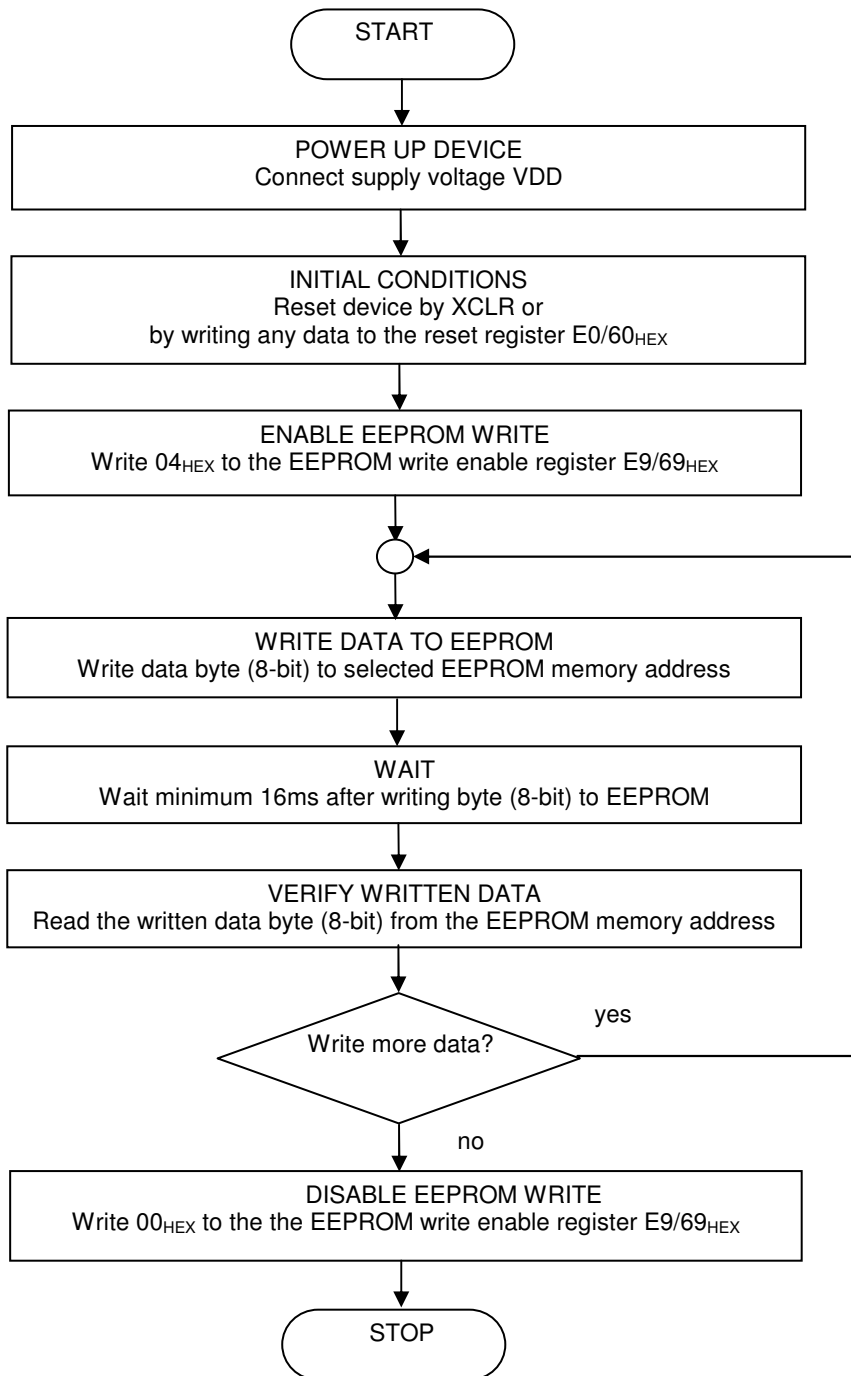 START
POWER UP DEVICE
Connect supply voltage VDD
INITIAL CONDITIONS
Reset device by XCLR or
by writing any data to the reset register E0/60HEX
ENABLE EEPROM WRITE
Write 04HEX to the EEPROM write enable register E9/69HEX
WRITE DATA TO EEPROM
Write data byte (8-bit) to selected EEPROM memory address
WAIT
Wait minimum 16ms after writing byte (8-bit) to EEPROM
VERIFY WRITTEN DATA
Read the written data byte (8-bit) from the EEPROM memory address
yes
Write more data?
no
DISABLE EEPROM WRITE
Write 00HEX to the the EEPROM write enable register E9/69HEX
STOP